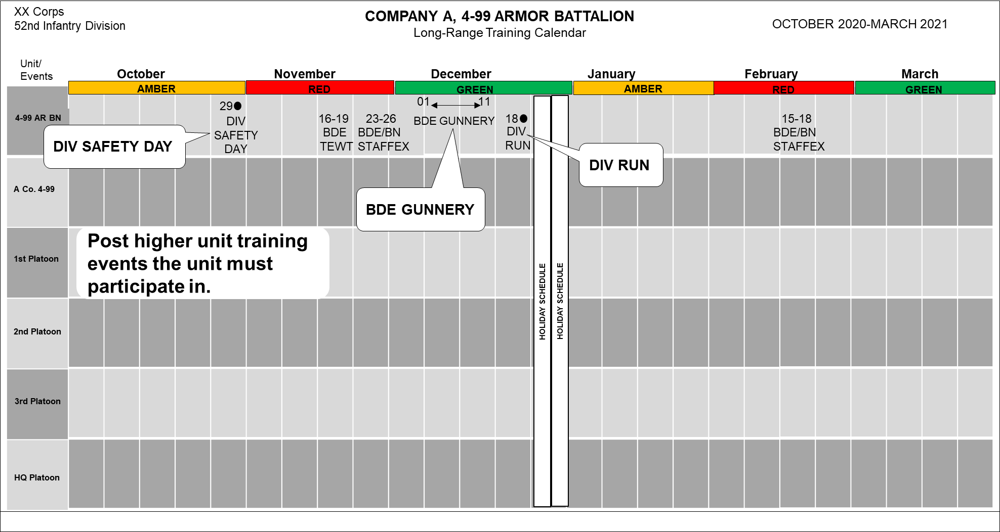 XX Corps
52nd Infantry Division
COMPANY A, 4-99 ARMOR BATTALION
Long-Range Training Calendar
OCTOBER 2020-MARCH 2021
Unit/
Events
October
November
December
January
February
March
AMBER
RED
GREEN
AMBER
RED
GREEN
4-99 AR BN
29
DIV
SAFETY
DAY
16-19
BDE
TEWT
23-26
BDE/BN
STAFFEX
01
11
BDE GUNNERY
18
DIV
RUN
15-18
BDE/BN
STAFFEX
DIV SAFETY DAY
DIV RUN
BDE GUNNERY
A Co. 4-99
Post higher unit training
events the unit must
participate in.
1st Platoon
HOLIDAY SCHEDULE
HOLIDAY SCHEDULE
2nd Platoon
3rd Platoon
HQ Platoon